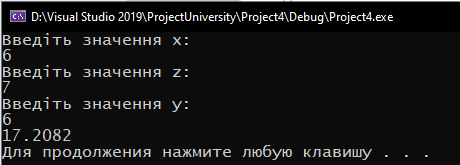 D:\Visual Studio 2019\ProjectUniversity\Project4\Debug\Project4.exe
Введіть значення x:
6
Введіть значення z:
7
Введіть значення y:
6
17.2082
Для продолжения нажмите любую клавишу . . .